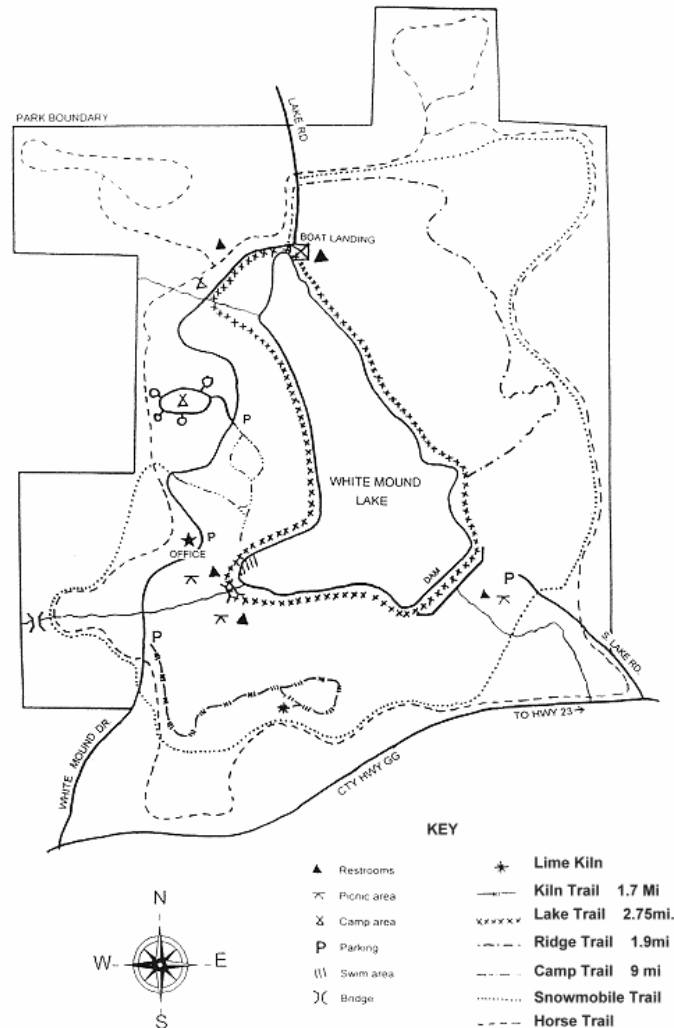 PARK BOUNDARY
LAKE RD
BOAT LANDING
P
WHITE MOUND
LAKE
P
OFFICE
DAM
P
P
S. LAKE RD.
TO HWY 23
WHITE MOUND DR
CTY HWY GG
KEY
Restrooms
Picnic area
Camp area
P Parking
Swim area
Bridge
Lime Kiln
Kiln Trail 1.7 Mi
Lake Trail 2.75mi.
Ridge Trail 1.9mi
Camp Trail 9 mi
Snowmobile Trail
Horse Trail
N
W E
S